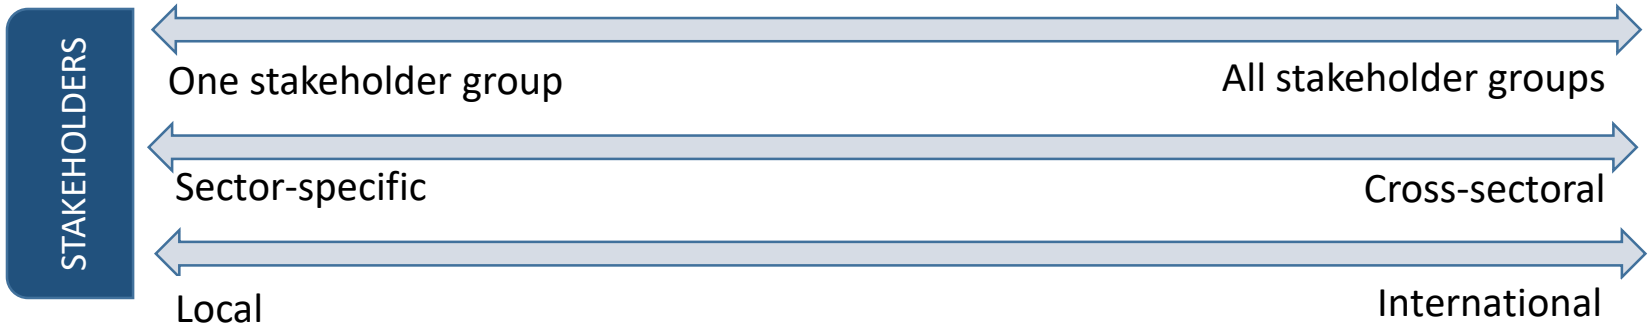 STAKEHOLDERS
One stakeholder group
All stakeholder groups
Sector-specific
Cross-sectoral
Local
International